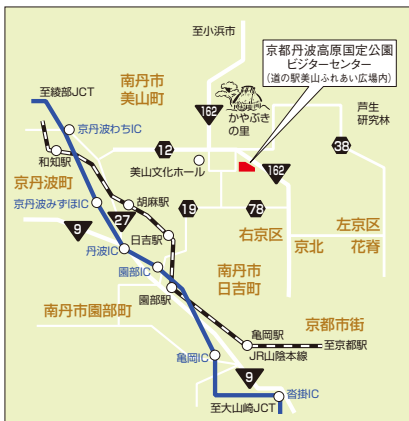 至小浜市
京都丹波高原国定公園
ビジターセンター
(道の駅美山ふれあい広場内)
南丹市
美山町
至綾部JCT
162
かやぶき
の里
芦生
研究林
京丹波わちIC
12
38
和知駅
美山文化ホール
162
京丹波町
胡麻駅
京丹波みずほIC
27
19
78
9
日吉駅
右京区
左京区
京北
花脊
丹波IC
園部IC
南丹市
日吉町
園部駅
南丹市園部町
京都市街
亀岡駅
至京都駅
JR山陰本線
亀岡IC
9
沓掛IC
至大山崎JCT